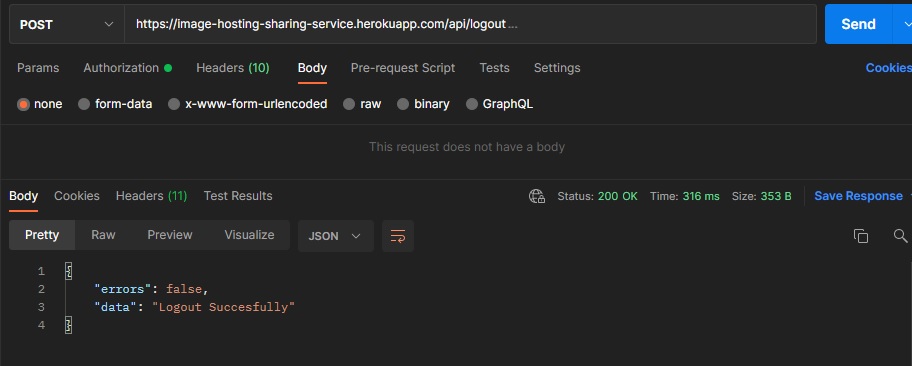 POST https://image-hosting-sharing-service.herokuapp.com/api/logout ... Send
Params Authorization Headers (10) Body Pre-request Script Tests Settings Cookies
none form-data x-www-form-urlencoded raw binary GraphQL
This request does not have a body
Body Cookies Headers (11) Test Results Status: 200 OK Time: 316 ms Size: 353 B Save Response
Pretty Raw Preview Visualize JSON
1 {
2 "errors": false,
3 "data": "Logout Succesfully"
4 }